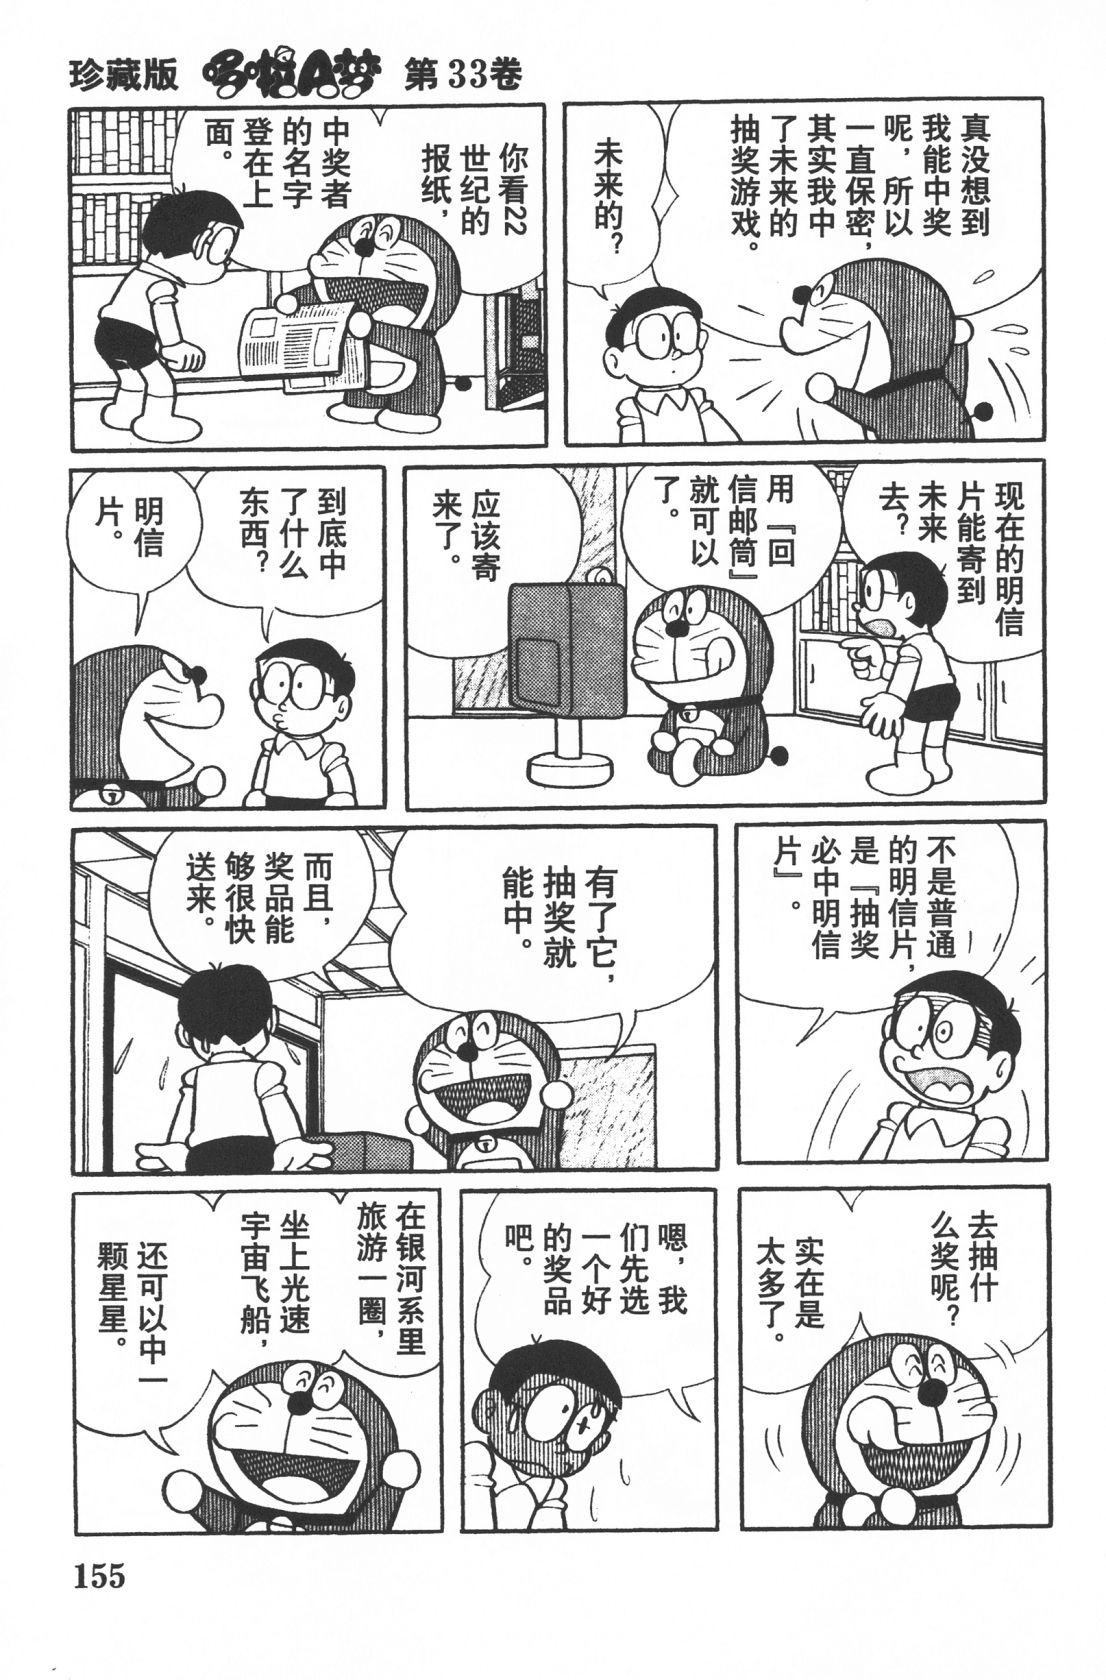 珍藏版 哆啦A梦 第33卷
真没想到
我能中奖
呢，所以
一直保密，
其实我中
了未来的
抽奖游戏。
未来的？
你看22
世纪的
报纸，
中奖者
的名字
登在上
面。
现在的明信
片能寄到
未来
去？
用『回
信邮筒』
就可以
了。
应该寄
来了。
到底中
了什么
东西？
明信
片。
不是普通
的明信片，
是『抽奖
必中明信
片』。
有了它，
抽奖就
能中。
而且，
奖品能
够很快
送来。
去抽什
么奖呢？
实在是
太多了。
嗯，我
们先选
一个好
的奖品
吧。
在银河系里
旅游一圈，
坐上光速
宇宙飞船，
还可以中一
颗星星。
155